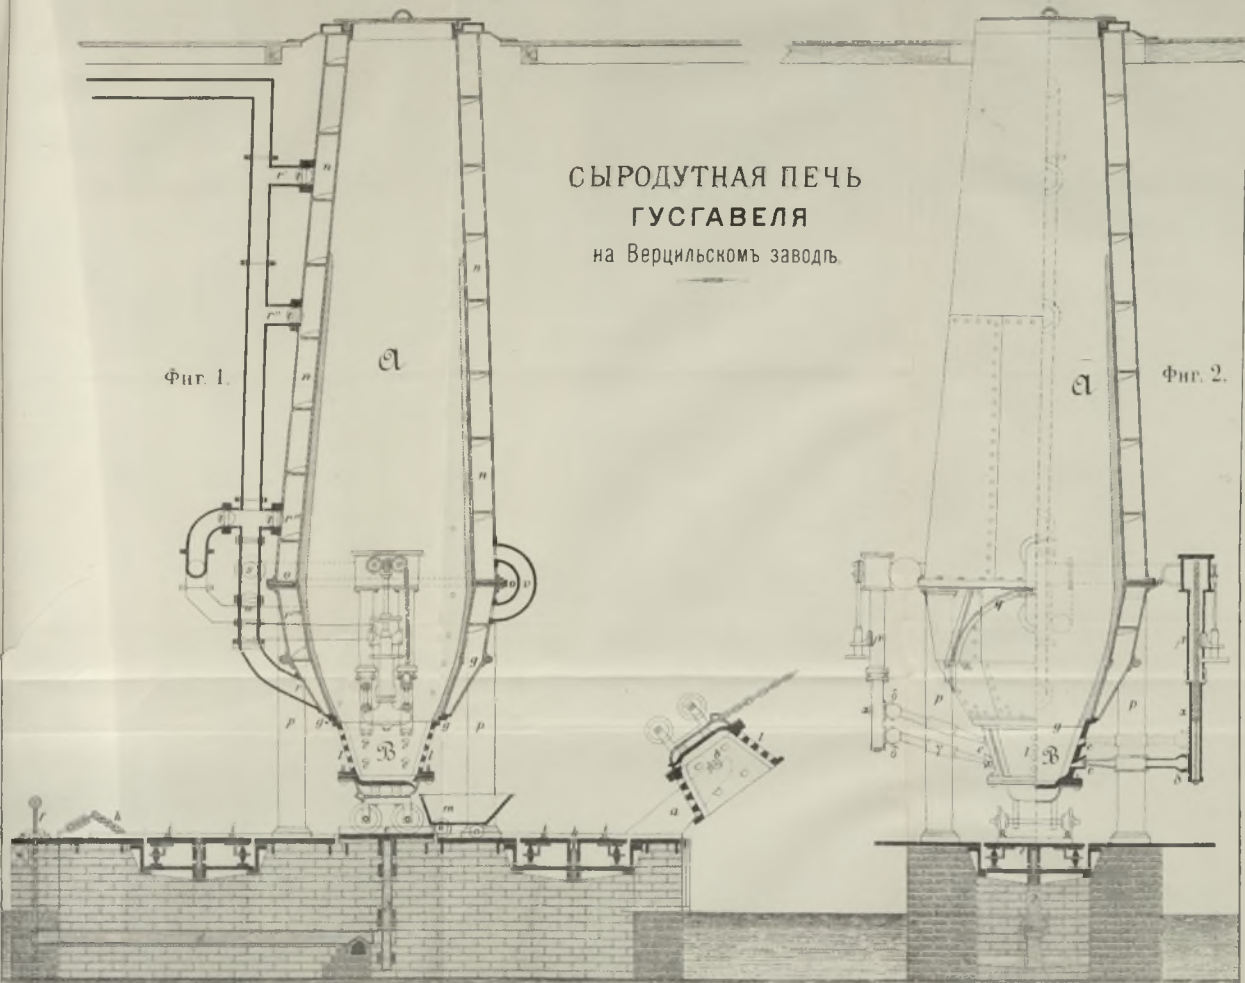 СЫРОДУТНАЯ ПЕЧЬ
ГУСГАВЕЛЯ
на Верцильскомъ заводѣ.
Фиг. 1.
Фиг. 2.
A
A
B
B
n
n
n
n
n
r
r''
o
o
v
g
g
g
p
p
p
p
m
l
a
k
g